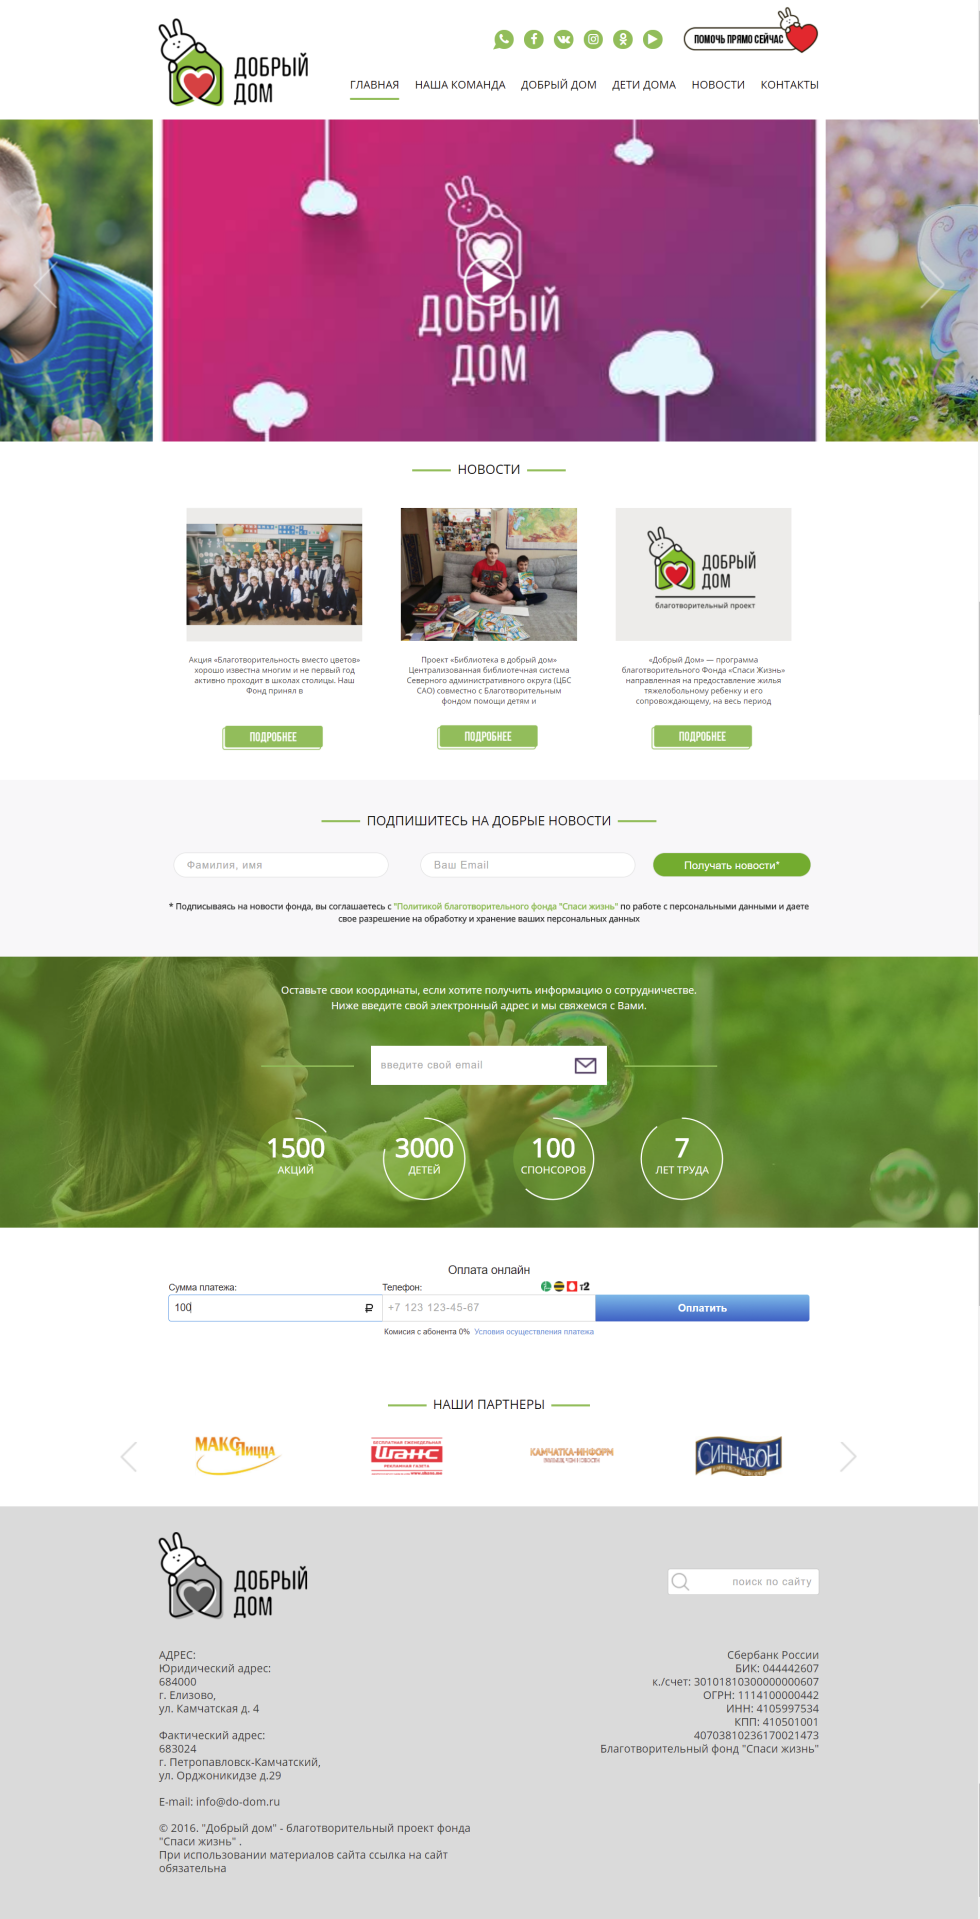 ДОБРЫЙ
ДОМ
ПОМОЧЬ ПРЯМО СЕЙЧАС
ГЛАВНАЯ НАША КОМАНДА ДОБРЫЙ ДОМ ДЕТИ ДОМА НОВОСТИ КОНТАКТЫ
ДОБРЫЙ
ДОМ
НОВОСТИ
Акция «Благотворительность вместо цветов»
хорошо известна многим и не первый год
активно проходит в школах столицы. Наш
Фонд принял в
ПОДРОБНЕЕ
Проект «Библиотека в добрый дом»
Централизованная библиотечная система
Северного административного округа (ЦБС
САО) совместно с Благотворительным
фондом помощи детям и
ПОДРОБНЕЕ
ДОБРЫЙ
ДОМ
благотворительный проект
«Добрый Дом» — программа
благотворительного Фонда «Спаси Жизнь»
направленная на предоставление жилья
тяжелобольному ребенку и его
сопровождающему, на весь период
ПОДРОБНЕЕ
ПОДПИШИТЕСЬ НА ДОБРЫЕ НОВОСТИ
Фамилия, имя
Ваш Email
Получать новости*
* Подписываясь на новости фонда, вы соглашаетесь с "Политикой благотворительного фонда "Спаси жизнь" по работе с персональными данными и даете
свое разрешение на обработку и хранение ваших персональных данных
Оставьте свои координаты, если хотите получить информацию о сотрудничестве.
Ниже введите свой электронный адрес и мы свяжемся с Вами.
введите свой email
1500
АКЦИЙ
3000
ДЕТЕЙ
100
СПОНСОРОВ
7
ЛЕТ ТРУДА
Оплата онлайн
Сумма платежа:
Телефон:
т2
100 ₽
+7 123 123-45-67
Оплатить
Комисия с абонента 0% Условия осуществления платежа
НАШИ ПАРТНЕРЫ
МАКС Пицца
БЕСПЛАТНАЯ ЕЖЕНЕДЕЛЬНАЯ
Шанс
РЕКЛАМНАЯ ГАЗЕТА
КАМЧАТКА-ИНФОРМ
СИННАБОН
ДОБРЫЙ
ДОМ
поиск по сайту
АДРЕС:
Юридический адрес:
684000
г. Елизово,
ул. Камчатская д. 4
Фактический адрес:
683024
г. Петропавловск-Камчатский,
ул. Орджоникидзе д.29
E-mail: info@do-dom.ru
© 2016. "Добрый дом" - благотворительный проект фонда
"Спаси жизнь" .
При использовании материалов сайта ссылка на сайт
обязательна
Сбербанк России
БИК: 044442607
к./счет: 30101810300000000607
ОГРН: 1114100000442
ИНН: 4105997534
КПП: 410501001
40703810236170021473
Благотворительный фонд "Спаси жизнь"